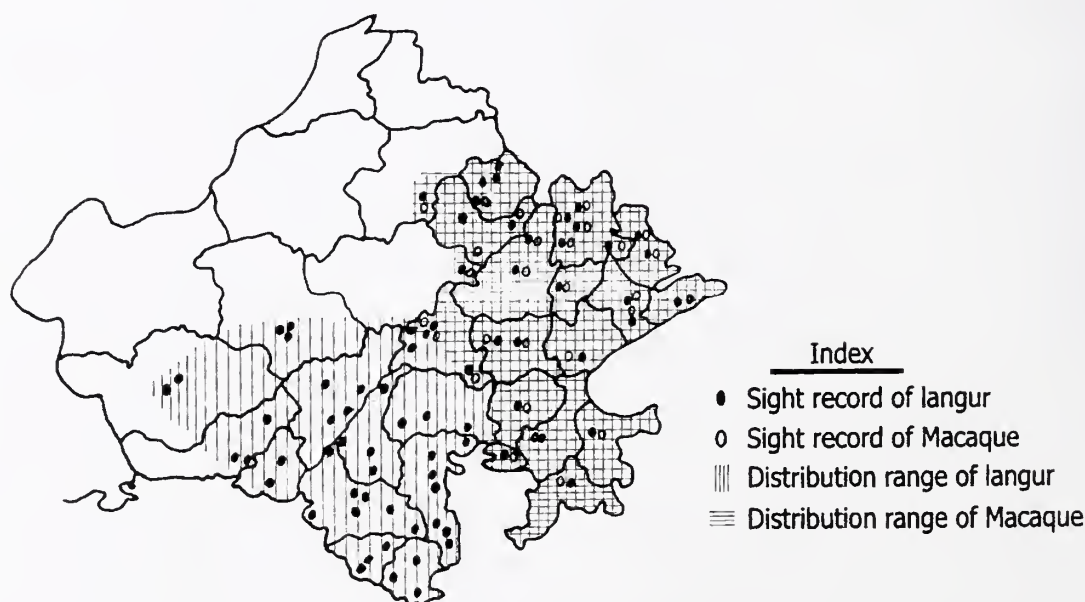 Index
Sight record of langur
Sight record of Macaque
Distribution range of langur
Distribution range of Macaque